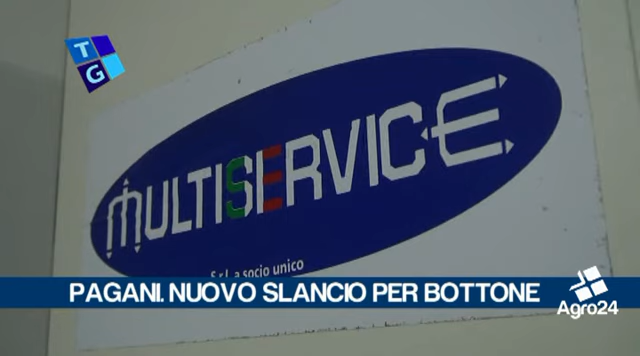 TG
MULTISERVICE
S.r.l. a socio unico
PAGANI. NUOVO SLANCIO PER BOTTONE
Agro24